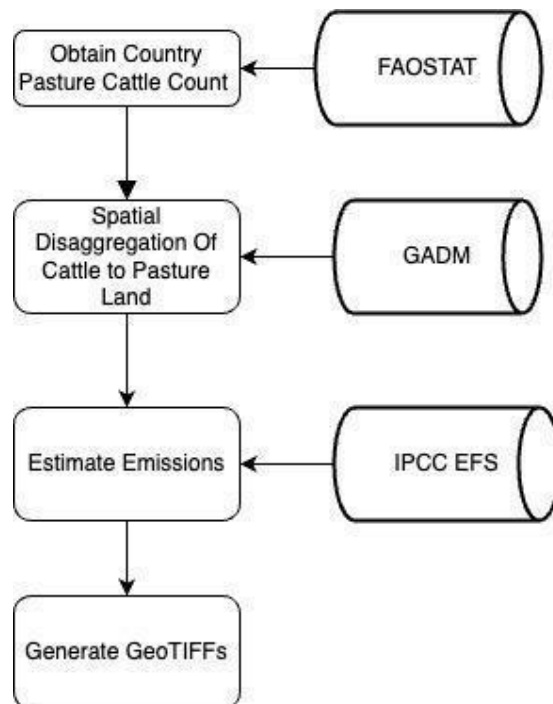 Obtain Country
Pasture Cattle Count
FAOSTAT
Spatial
Disaggregation Of
Cattle to Pasture
Land
GADM
Estimate Emissions
IPCC EFS
Generate GeoTIFFs